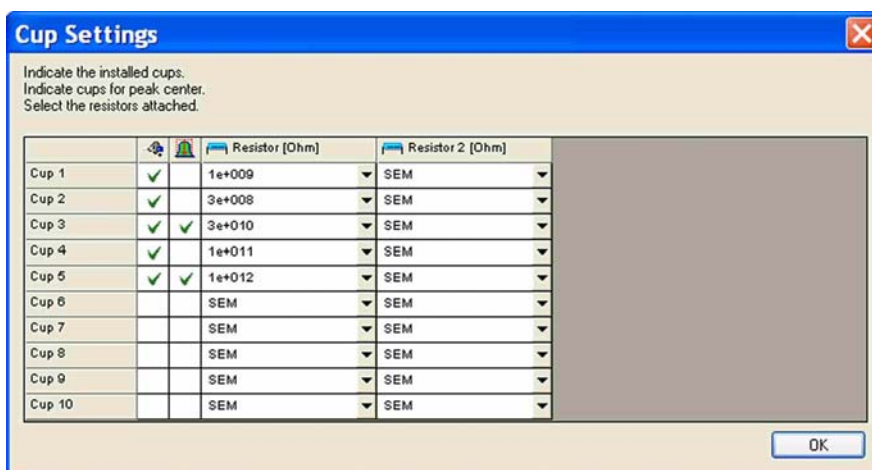 Cup Settings
Indicate the installed cups.
Indicate cups for peak center.
Select the resistors attached.
Resistor [Ohm] Resistor 2 [Ohm]
Cup 1 1e+009 SEM
Cup 2 3e+008 SEM
Cup 3 3e+010 SEM
Cup 4 1e+011 SEM
Cup 5 1e+012 SEM
Cup 6 SEM SEM
Cup 7 SEM SEM
Cup 8 SEM SEM
Cup 9 SEM SEM
Cup 10 SEM SEM
OK